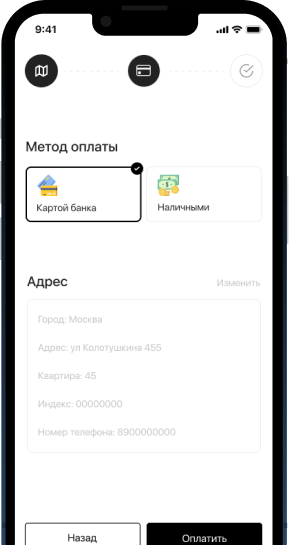 9:41
Метод оплаты
Картой банка
Наличными
Адрес
Изменить
Город: Москва
Адрес: ул Колотушкина 455
Квартира: 45
Индекс: 00000000
Номер телефона: 8900000000
Назад
Оплатить